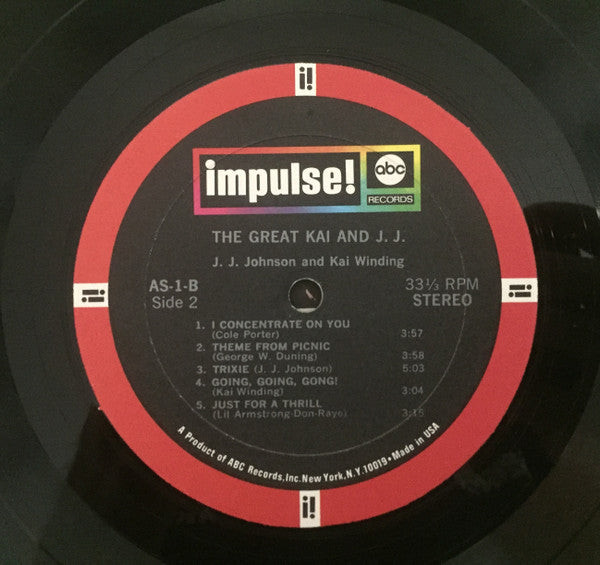 i!
impulse!
abc
RECORDS
THE GREAT KAI AND J. J.
J. J. Johnson and Kai Winding
AS-1-B
Side 2
33⅓ RPM
STEREO
1. I CONCENTRATE ON YOU
(Cole Porter) 3:57
2. THEME FROM PICNIC
(George W. Duning) 3:58
3. TRIXIE (J. J. Johnson) 5:03
4. GOING, GOING, GONG!
(Kai Winding) 3:04
5. JUST FOR A THRILL
(Lil Armstrong-Don-Raye) 3:15
A Product of ABC Records, Inc. New York, N.Y. 10019 • Made in USA
i!
i!
i!